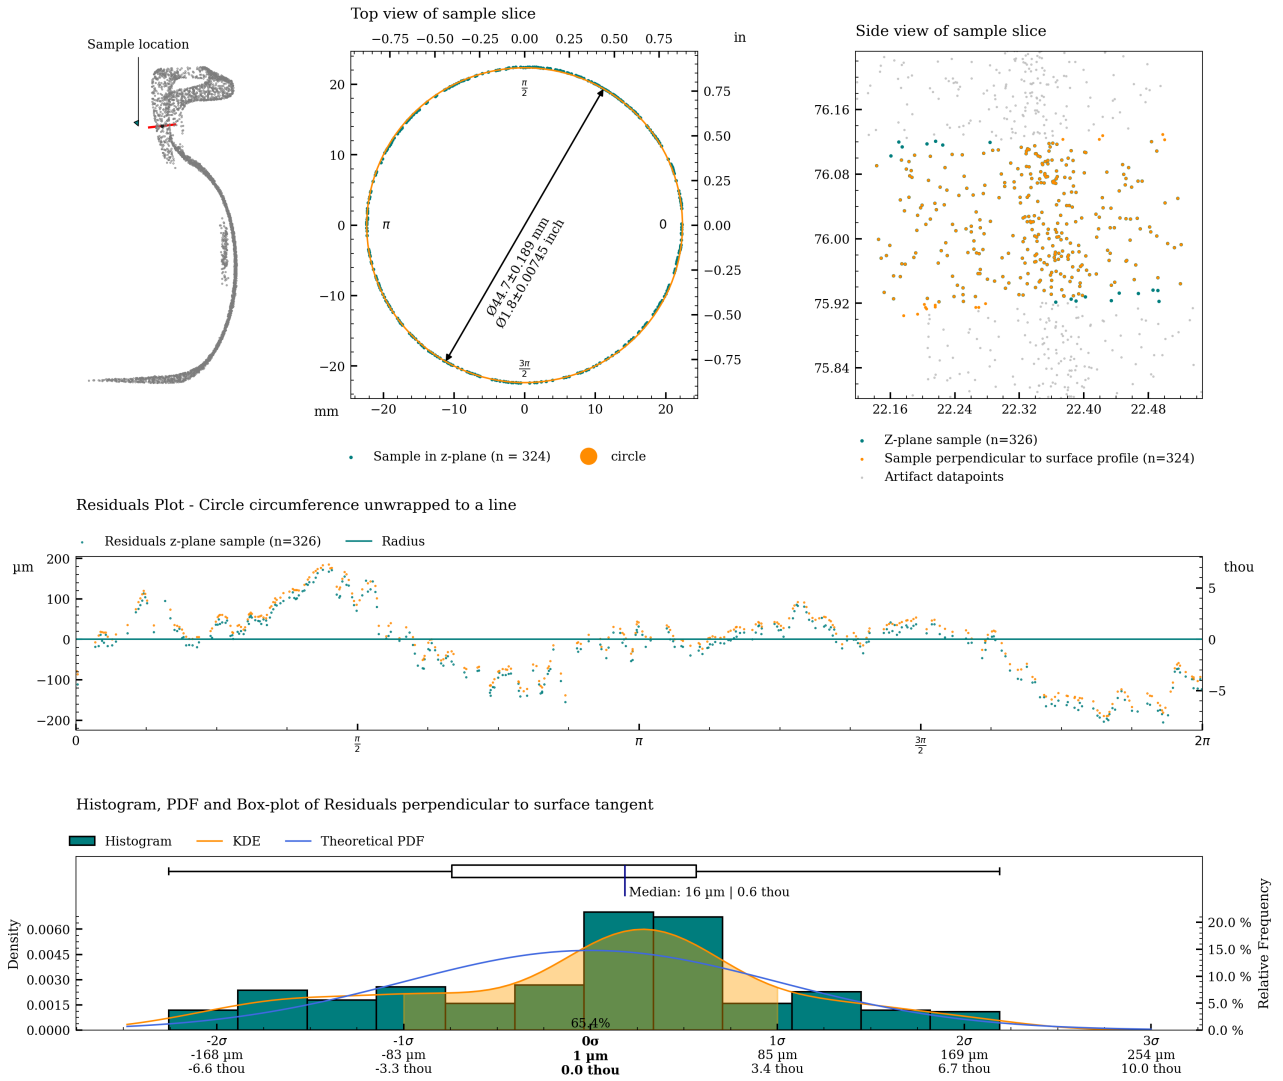 Top view of sample slice
Side view of sample slice
Sample location
−0.75 −0.50 −0.25 0.00 0.25 0.50 0.75 in
20 10 0 −10 −20
0.75 0.50 0.25 0.00 −0.25 −0.50 −0.75
π/2
π
0
3π/2
Ø44.7±0.189 mm
Ø1.8±0.00745 inch
mm −20 −10 0 10 20
76.16
76.08
76.00
75.92
75.84
22.16 22.24 22.32 22.40 22.48
Sample in z-plane (n = 324) circle
Z-plane sample (n=326)
Sample perpendicular to surface profile (n=324)
Artifact datapoints
Residuals Plot - Circle circumference unwrapped to a line
Residuals z-plane sample (n=326) Radius
µm 200 100 0 −100 −200
thou 5 0 −5
0 π/2 π 3π/2 2π
Histogram, PDF and Box-plot of Residuals perpendicular to surface tangent
Histogram KDE Theoretical PDF
Median: 16 µm | 0.6 thou
Density
0.0060 0.0045 0.0030 0.0015 0.0000
Relative Frequency
20.0 % 15.0 % 10.0 % 5.0 % 0.0 %
65.4%
-2σ -1σ 0σ 1σ 2σ 3σ
-168 µm -83 µm 1 µm 85 µm 169 µm 254 µm
-6.6 thou -3.3 thou 0.0 thou 3.4 thou 6.7 thou 10.0 thou